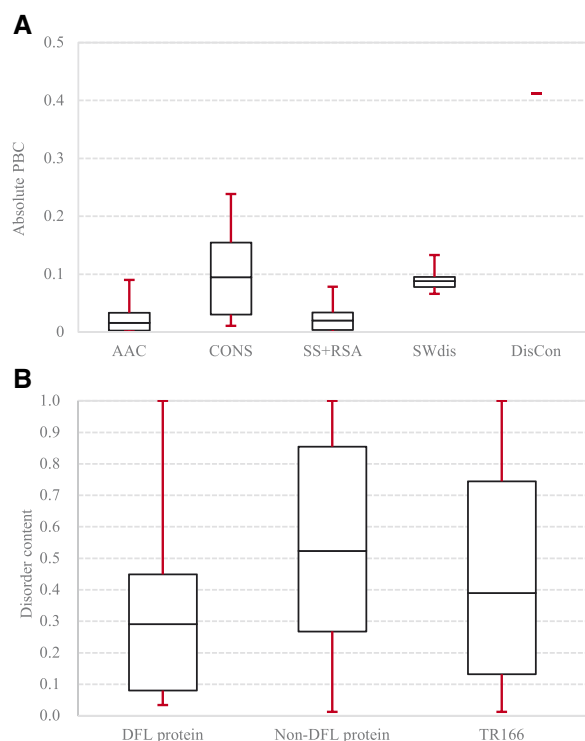 A
Absolute PBC
0.5
0.4
0.3
0.2
0.1
0
AAC CONS SS+RSA SWdis DisCon
B
Disorder content
1.0
0.9
0.8
0.7
0.6
0.5
0.4
0.3
0.2
0.1
0.0
DFL protein Non-DFL protein TR166